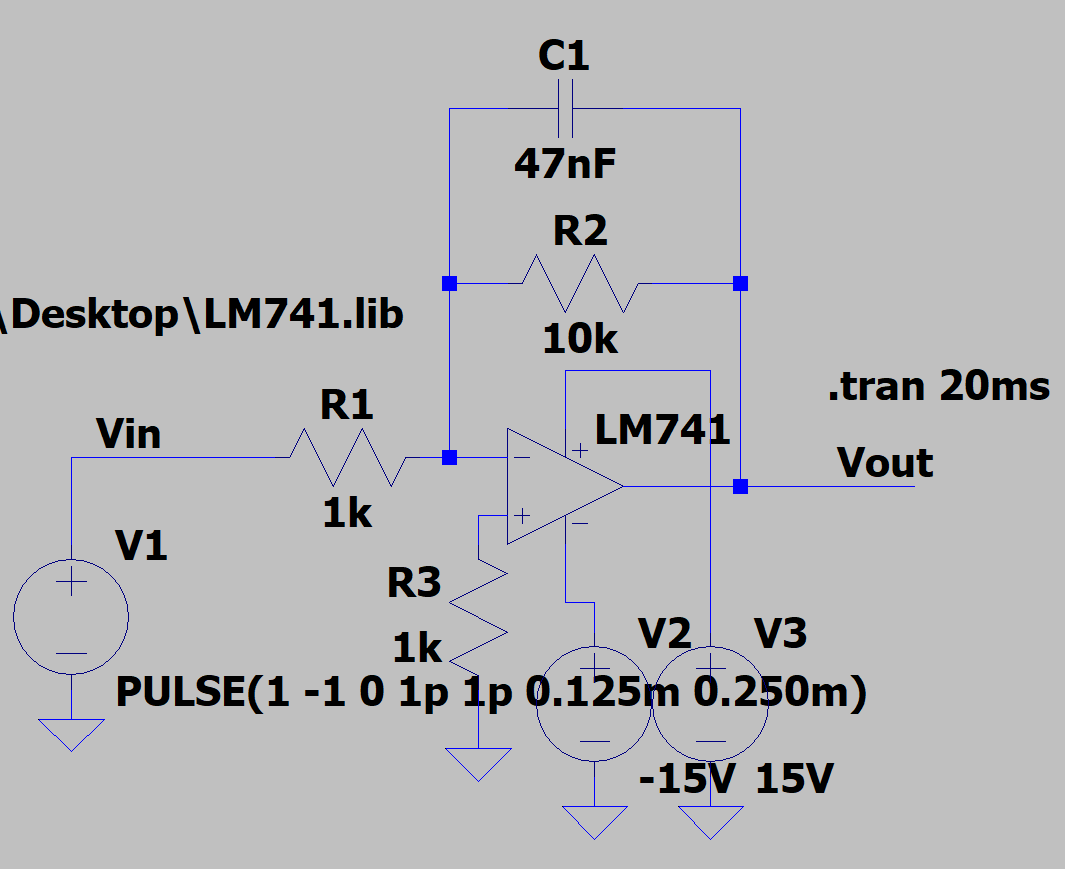 C1
47nF
R2
10k
\Desktop\LM741.lib
.tran 20ms
R1
1k
LM741
Vin
Vout
V1
R3
1k
V2
V3
PULSE(1 -1 0 1p 1p 0.125m 0.250m)
-15V
15V